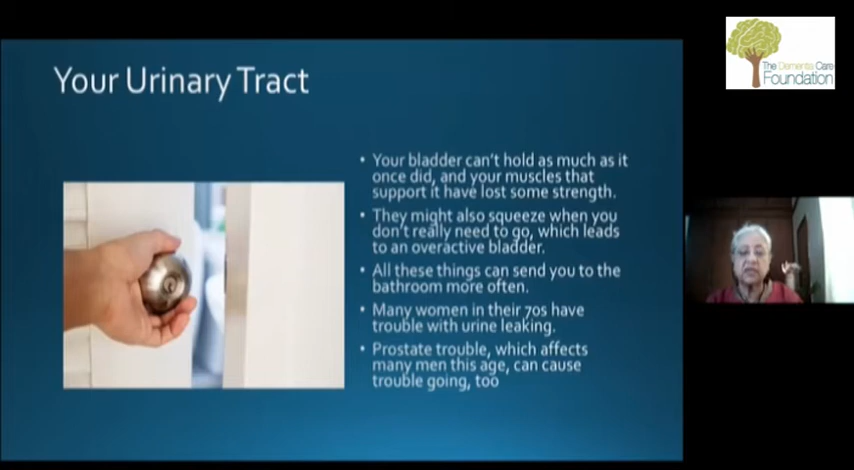 The Dementia Care
Foundation
Your Urinary Tract
• Your bladder can't hold as much as it
once did, and your muscles that
support it have lost some strength.
• They might also squeeze when you
don't really need to go, which leads
to an overactive bladder.
• All these things can send you to the
bathroom more often.
• Many women in their 70s have
trouble with urine leaking.
• Prostate trouble, which affects
many men this age, can cause
trouble going, too